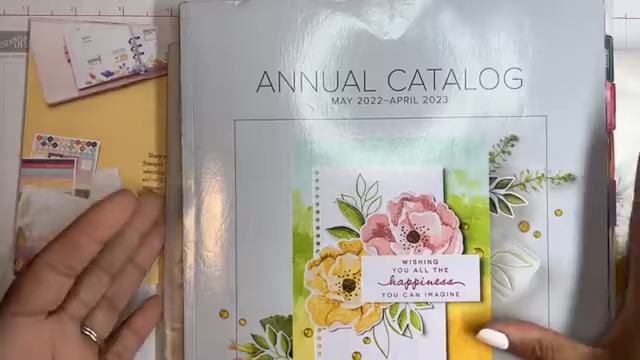 ANNUAL CATALOG
MAY 2022–APRIL 2023
WISHING
YOU ALL THE
happiness
YOU CAN IMAGINE